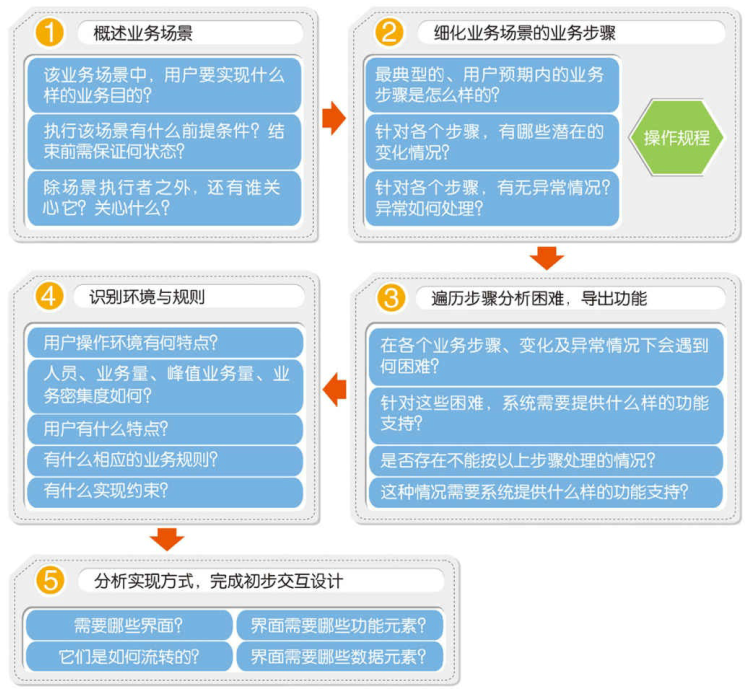 1 概述业务场景
该业务场景中，用户要实现什么
样的业务目的？
执行该场景有什么前提条件？结
束前需保证何状态？
除场景执行者之外，还有谁关
心它？关心什么？
2 细化业务场景的业务步骤
最典型的、用户预期内的业务
步骤是怎么样的？
针对各个步骤，有哪些潜在的
变化情况？
针对各个步骤，有无异常情况？
异常如何处理？
操作规程
3 遍历步骤分析困难，导出功能
在各个业务步骤、变化及异常情况下会遇到
何困难？
针对这些困难，系统需要提供什么样的功能
支持？
是否存在不能按以上步骤处理的情况？
这种情况需要系统提供什么样的功能支持？
4 识别环境与规则
用户操作环境有何特点？
人员、业务量、峰值业务量、业
务密集度如何？
用户有什么特点？
有什么相应的业务规则？
有什么实现约束？
5 分析实现方式，完成初步交互设计
需要哪些界面？
界面需要哪些功能元素？
它们是如何流转的？
界面需要哪些数据元素？